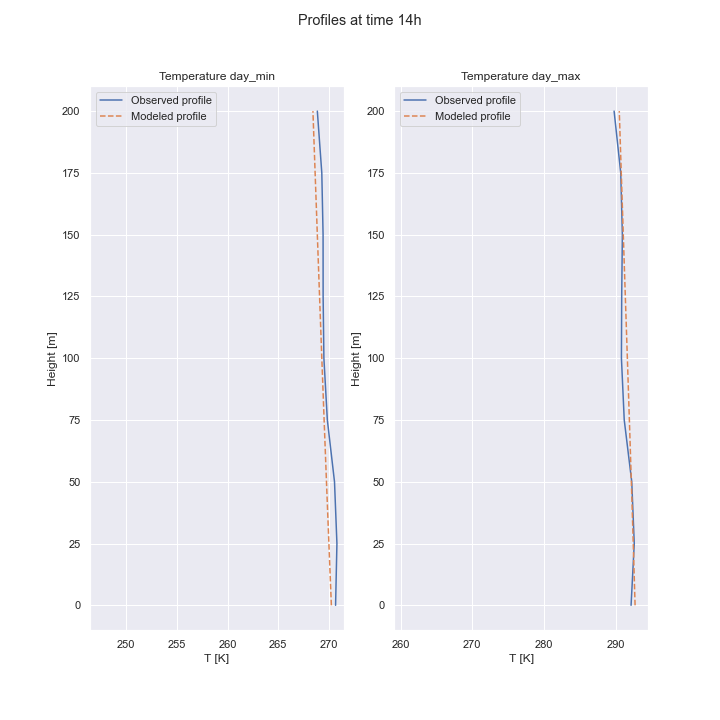 Profiles at time 14h
Temperature day_min
Observed profile
Modeled profile
200
175
150
125
100
75
50
25
0
Height [m]
250 255 260 265 270
T [K]
Temperature day_max
Observed profile
Modeled profile
200
175
150
125
100
75
50
25
0
Height [m]
260 270 280 290
T [K]